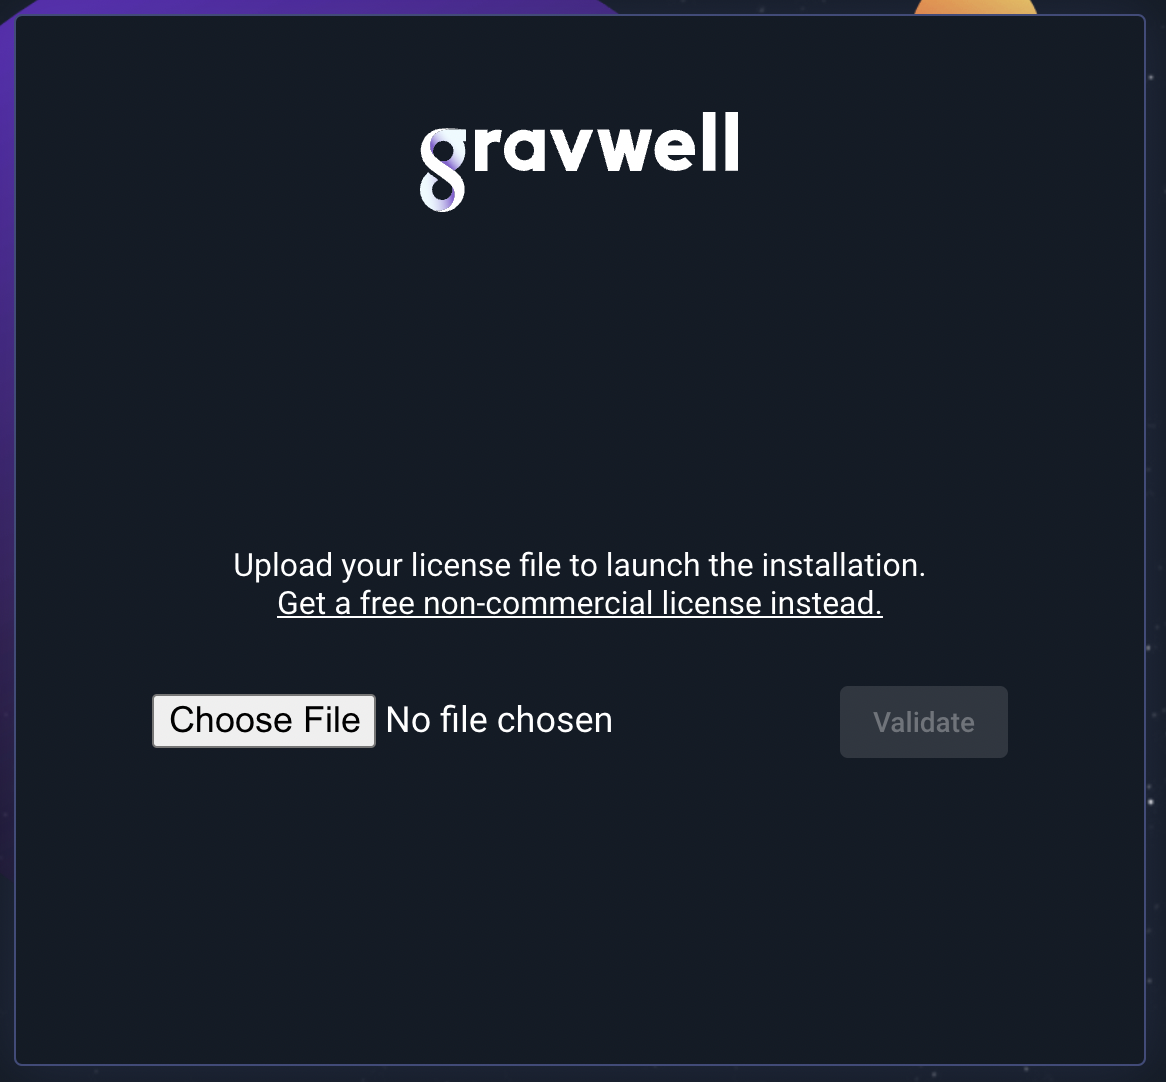 gravwell
Upload your license file to launch the installation.
Get a free non-commercial license instead.
Choose File No file chosen
Validate